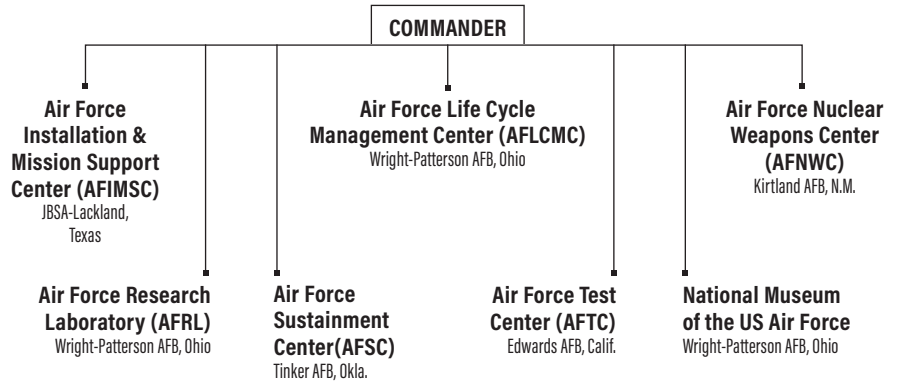 COMMANDER
Air Force
Installation &
Mission Support
Center (AFIMSC)
JBSA-Lackland,
Texas
Air Force Life Cycle
Management Center (AFLCMC)
Wright-Patterson AFB, Ohio
Air Force Nuclear
Weapons Center
(AFNWC)
Kirtland AFB, N.M.
Air Force Research
Laboratory (AFRL)
Wright-Patterson AFB, Ohio
Air Force
Sustainment
Center(AFSC)
Tinker AFB, Okla.
Air Force Test
Center (AFTC)
Edwards AFB, Calif.
National Museum
of the US Air Force
Wright-Patterson AFB, Ohio